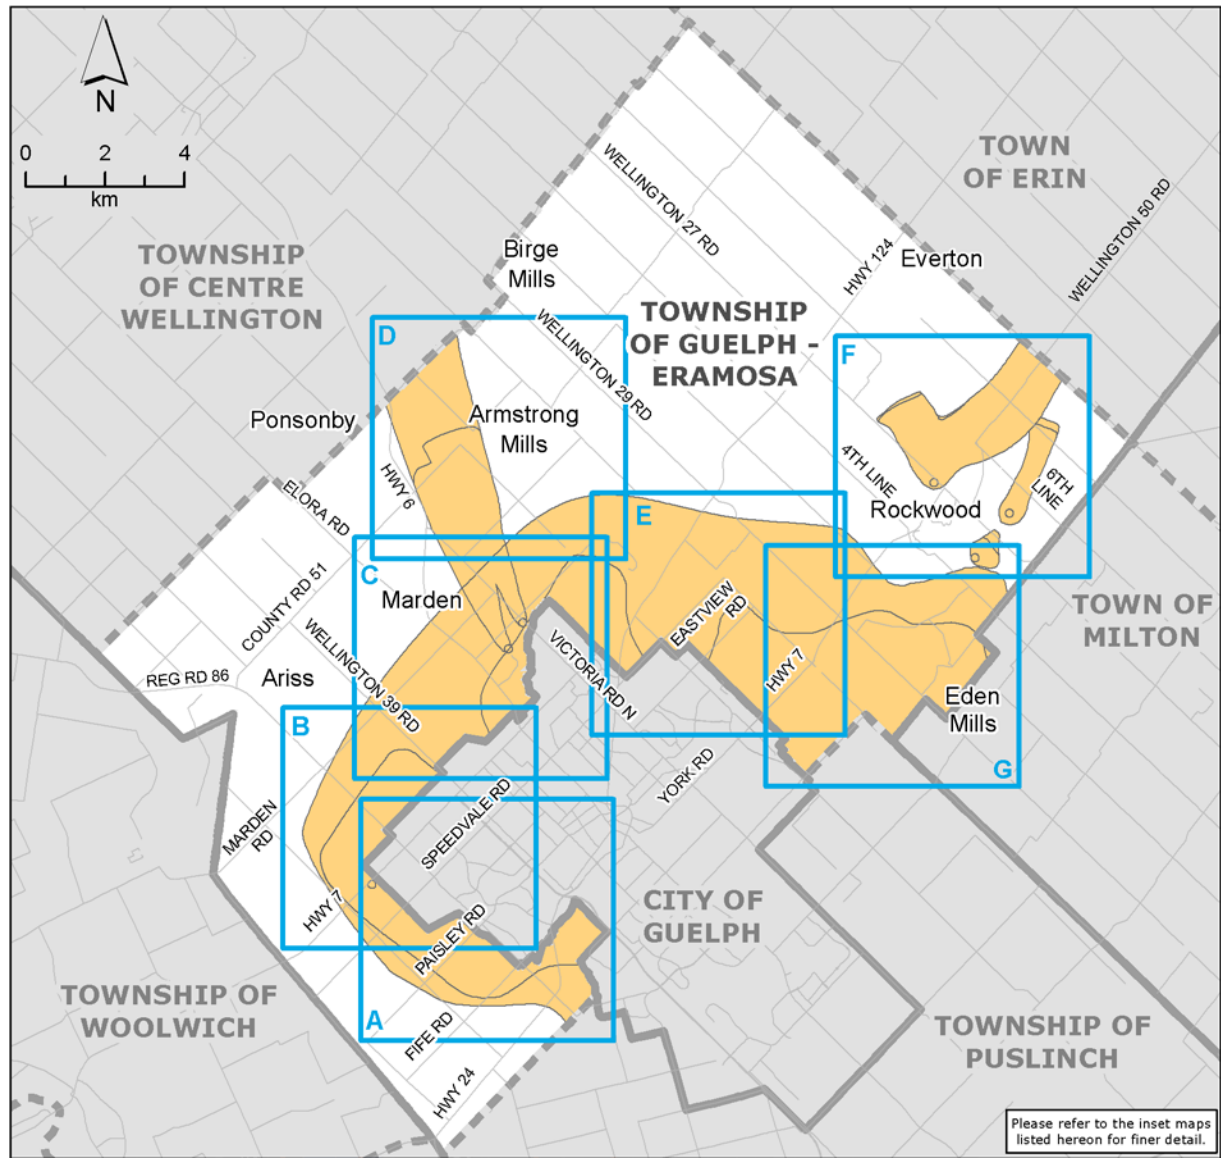 N
0 2 4
km
TOWN
OF ERIN
WELLINGTON 27 RD
WELLINGTON 50 RD
HWY 124
Everton
Birge
Mills
TOWNSHIP
OF CENTRE
WELLINGTON
TOWNSHIP
OF GUELPH -
ERAMOSA
D
WELLINGTON 29 RD
F
Ponsonby
Armstrong
Mills
HWY 6
4TH LINE
6TH
LINE
Rockwood
ELORA RD
E
C
Marden
COUNTY RD 51
EASTVIEW
RD
TOWN OF
MILTON
REG RD 86
Ariss
WELLINGTON 39 RD
VICTORIA RD N
HWY 7
Eden
Mills
B
G
YORK RD
MARDEN
RD
SPEEDVALE RD
HWY 7
PAISLEY RD
CITY OF
GUELPH
TOWNSHIP OF
WOOLWICH
A
FIFE RD
HWY 24
TOWNSHIP OF
PUSLINCH
Please refer to the inset maps
listed hereon for finer detail.